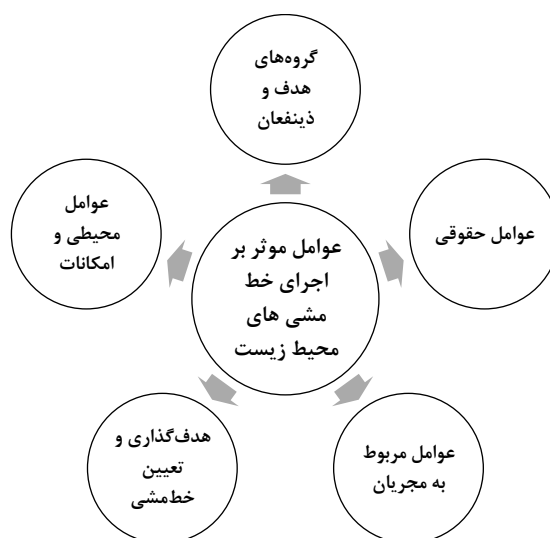 گروه‌های
هدف و
ذینفعان
عوامل حقوقی
عوامل
محیطی و
امکانات
عوامل موثر بر
اجرای خط
مشی های
محیط زیست
عوامل مربوط
به مجریان
هدف‌گذاری و
تعیین
خط‌مشی